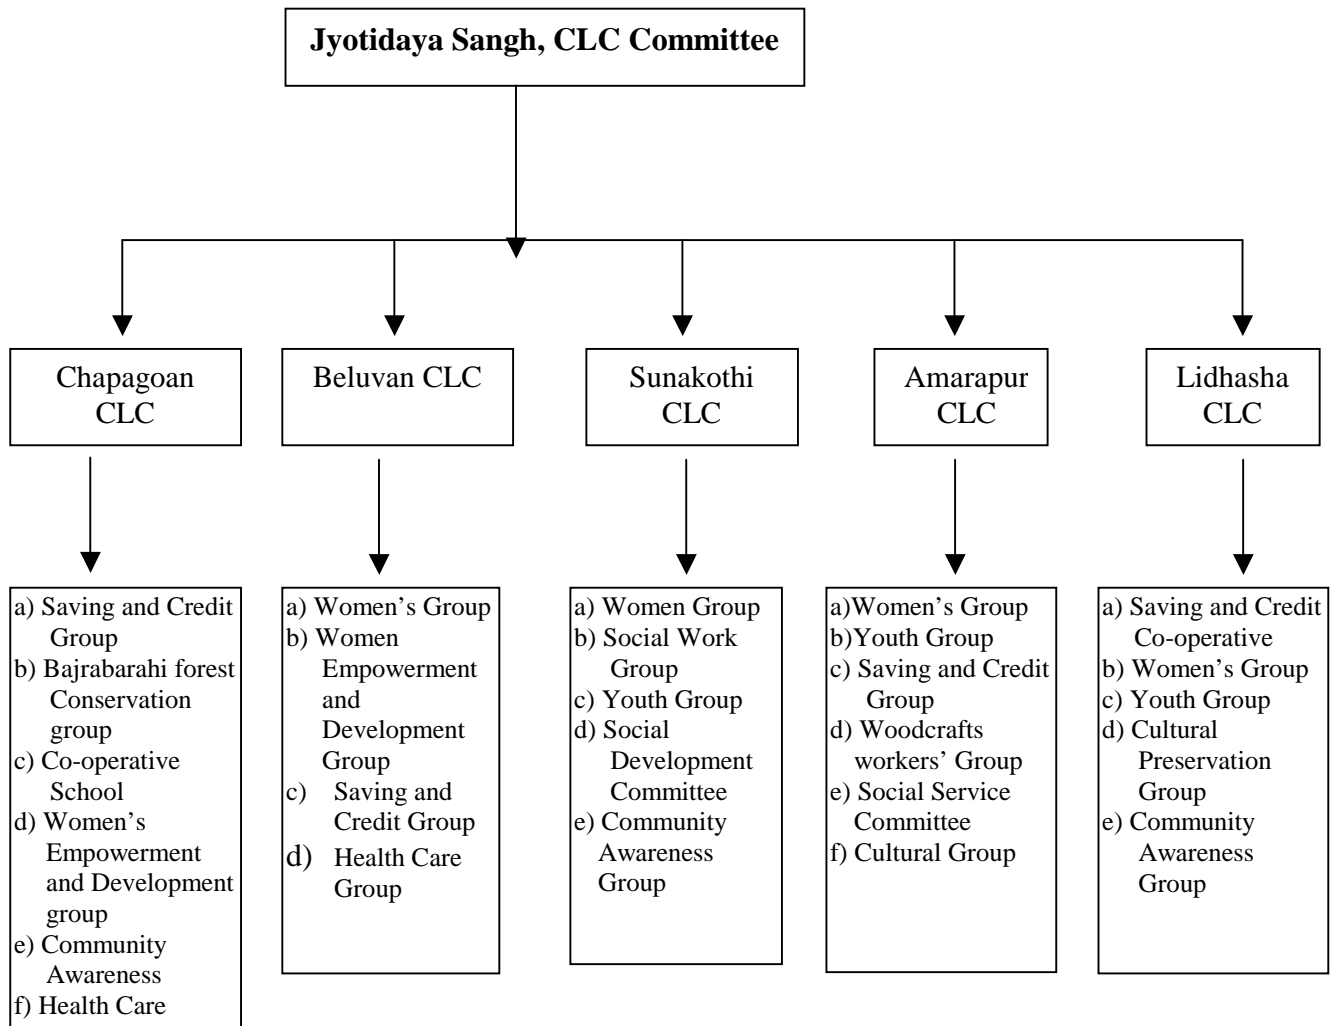 Jyotidaya Sangh, CLC Committee
Chapagoan
CLC
Beluvan CLC
Sunakothi
CLC
Amarapur
CLC
Lidhasha
CLC
a) Saving and Credit
Group
b) Bajrabarahi forest
Conservation
group
c) Co-operative
School
d) Women’s
Empowerment
and Development
group
e) Community
Awareness
f) Health Care
a) Women’s Group
b) Women
Empowerment
and
Development
Group
c) Saving and
Credit Group
d) Health Care
Group
a) Women Group
b) Social Work
Group
c) Youth Group
d) Social
Development
Committee
e) Community
Awareness
Group
a)Women’s Group
b)Youth Group
c) Saving and Credit
Group
d) Woodcrafts
workers’ Group
e) Social Service
Committee
f) Cultural Group
a) Saving and Credit
Co-operative
b) Women’s Group
c) Youth Group
d) Cultural
Preservation
Group
e) Community
Awareness
Group